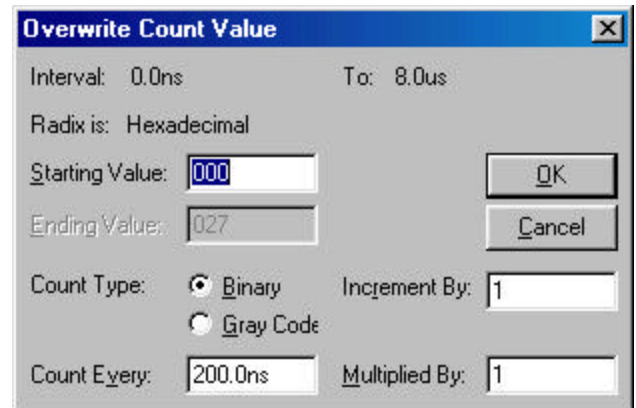 Overwrite Count Value
Interval: 0.0ns To: 8.0us
Radix is: Hexadecimal
Starting Value: 000 OK
Ending Value: 027 Cancel
Count Type: Binary Increment By: 1
Gray Code
Count Every: 200.0ns Multiplied By: 1